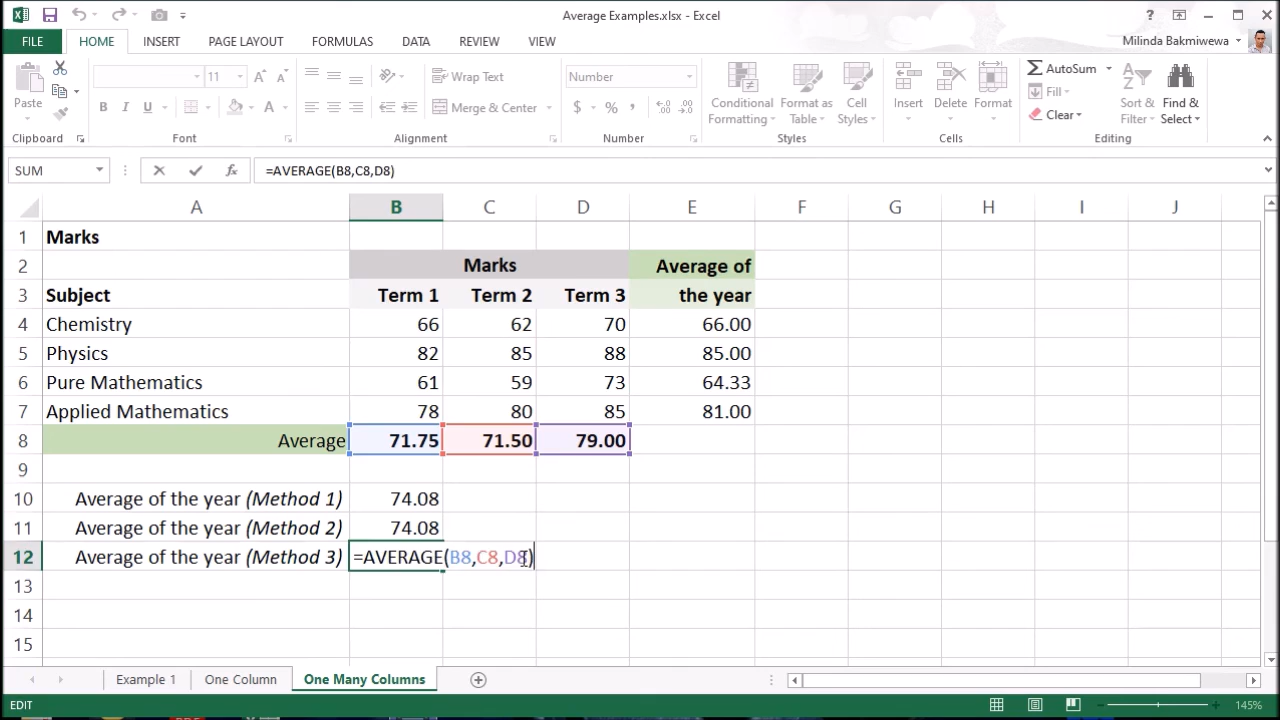 Average Examples.xlsx - Excel
FILE HOME INSERT PAGE LAYOUT FORMULAS DATA REVIEW VIEW Milinda Bakmiwewa
Paste
11
B I U A
Wrap Text
Merge & Center
Number
$ % ,
Conditional Formatting
Format as Table
Cell Styles
Insert Delete Format
AutoSum
Fill
Clear
Sort & Filter
Find & Select
Clipboard Font Alignment Number Styles Cells Editing
SUM fx =AVERAGE(B8,C8,D8)
A B C D E F G H I J
1 Marks
2 Marks Average of
3 Subject Term 1 Term 2 Term 3 the year
4 Chemistry 66 62 70 66.00
5 Physics 82 85 88 85.00
6 Pure Mathematics 61 59 73 64.33
7 Applied Mathematics 78 80 85 81.00
8 Average 71.75 71.50 79.00
9
10 Average of the year (Method 1) 74.08
11 Average of the year (Method 2) 74.08
12 Average of the year (Method 3) =AVERAGE(B8,C8,D8)
13
14
15
Example 1 One Column One Many Columns
EDIT 145%